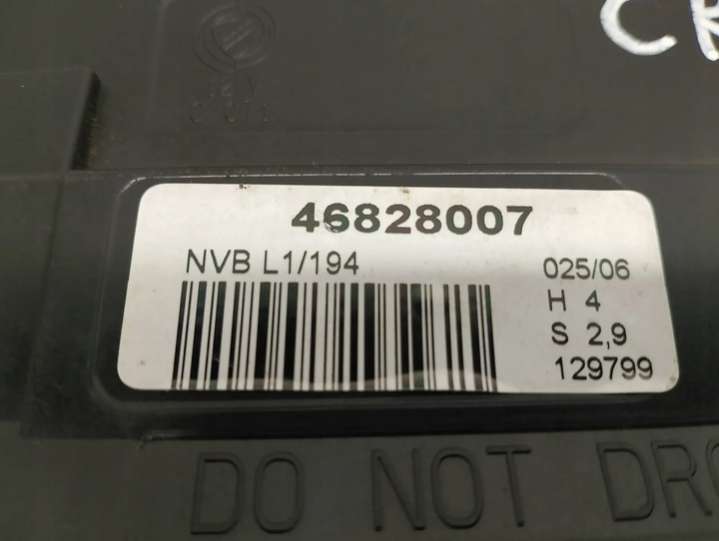 46828007
NVB L1/194
025/06
H 4
S 2,9
129799
DO NOT